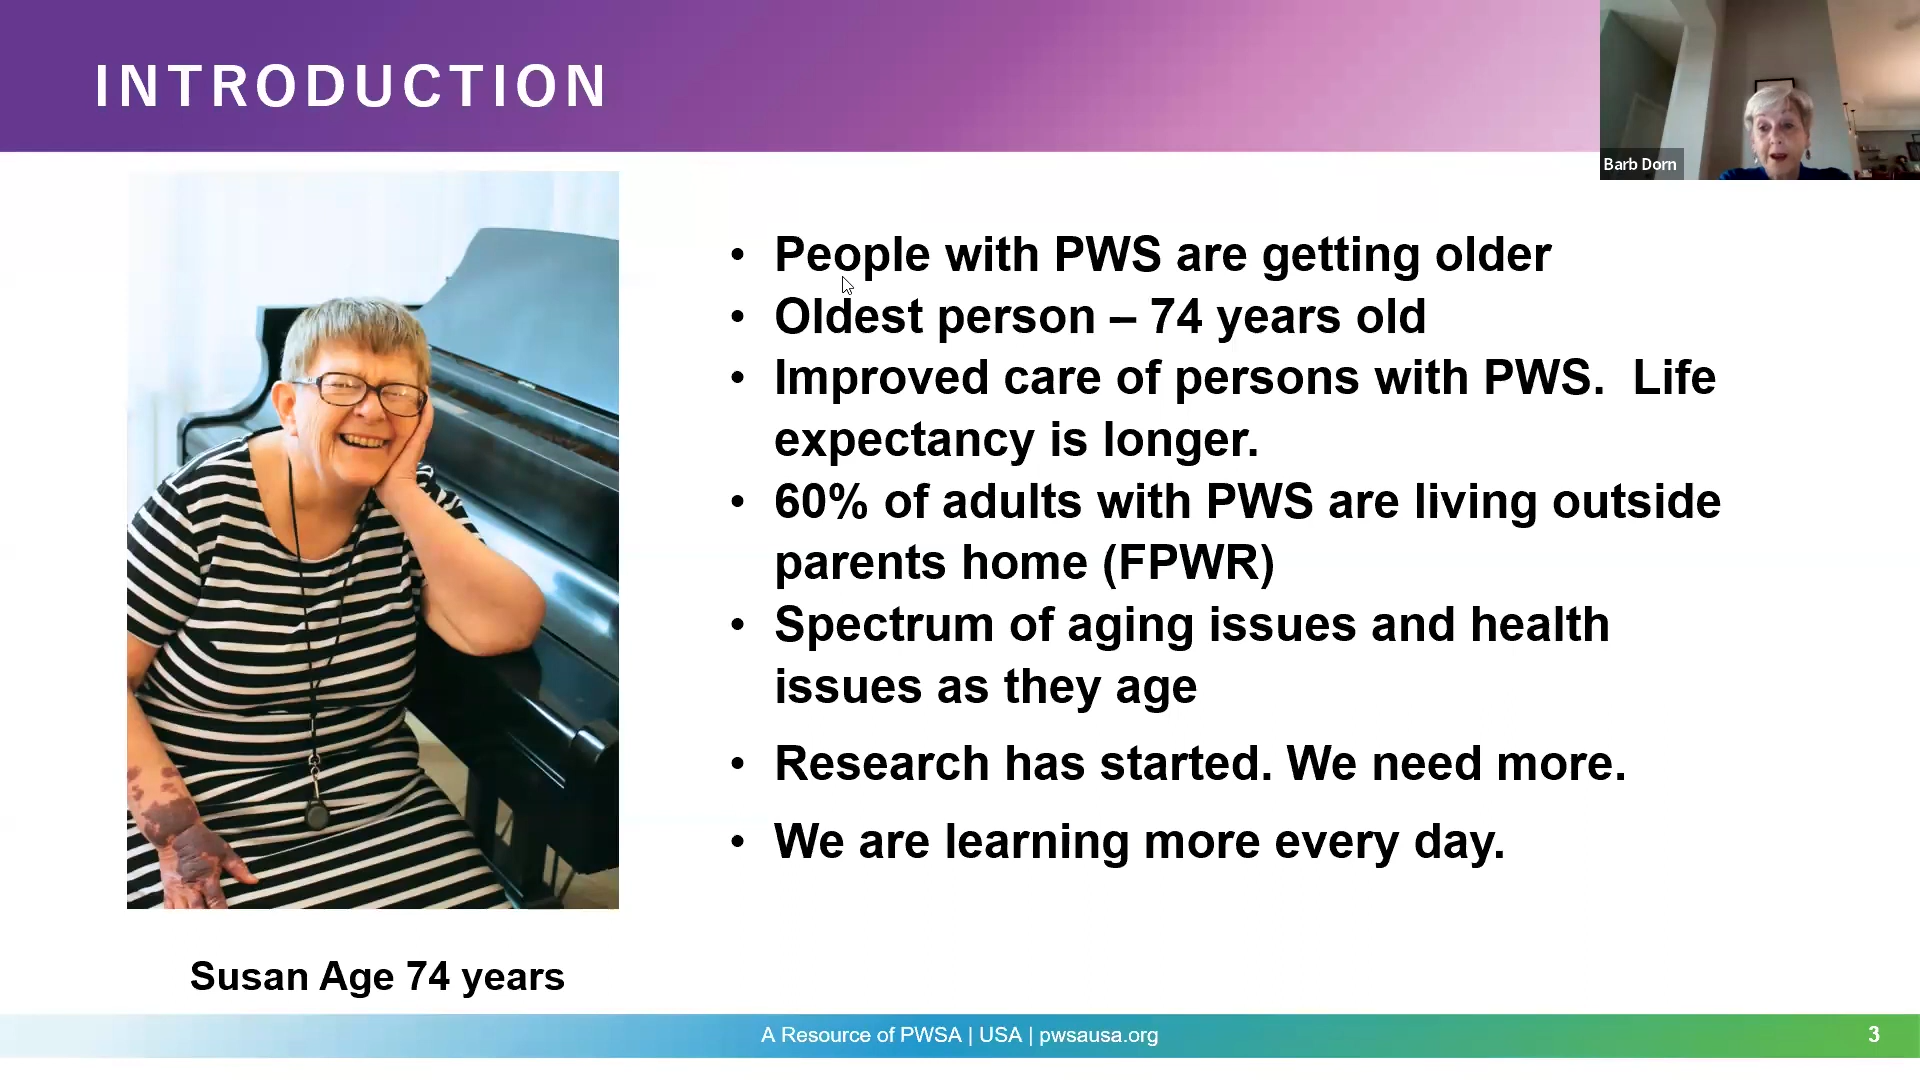 INTRODUCTION
Barb Dorn
• People with PWS are getting older
• Oldest person – 74 years old
• Improved care of persons with PWS.  Life
expectancy is longer.
• 60% of adults with PWS are living outside
parents home (FPWR)
• Spectrum of aging issues and health
issues as they age
• Research has started. We need more.
• We are learning more every day.
Susan Age 74 years
A Resource of PWSA | USA | pwsausa.org
3